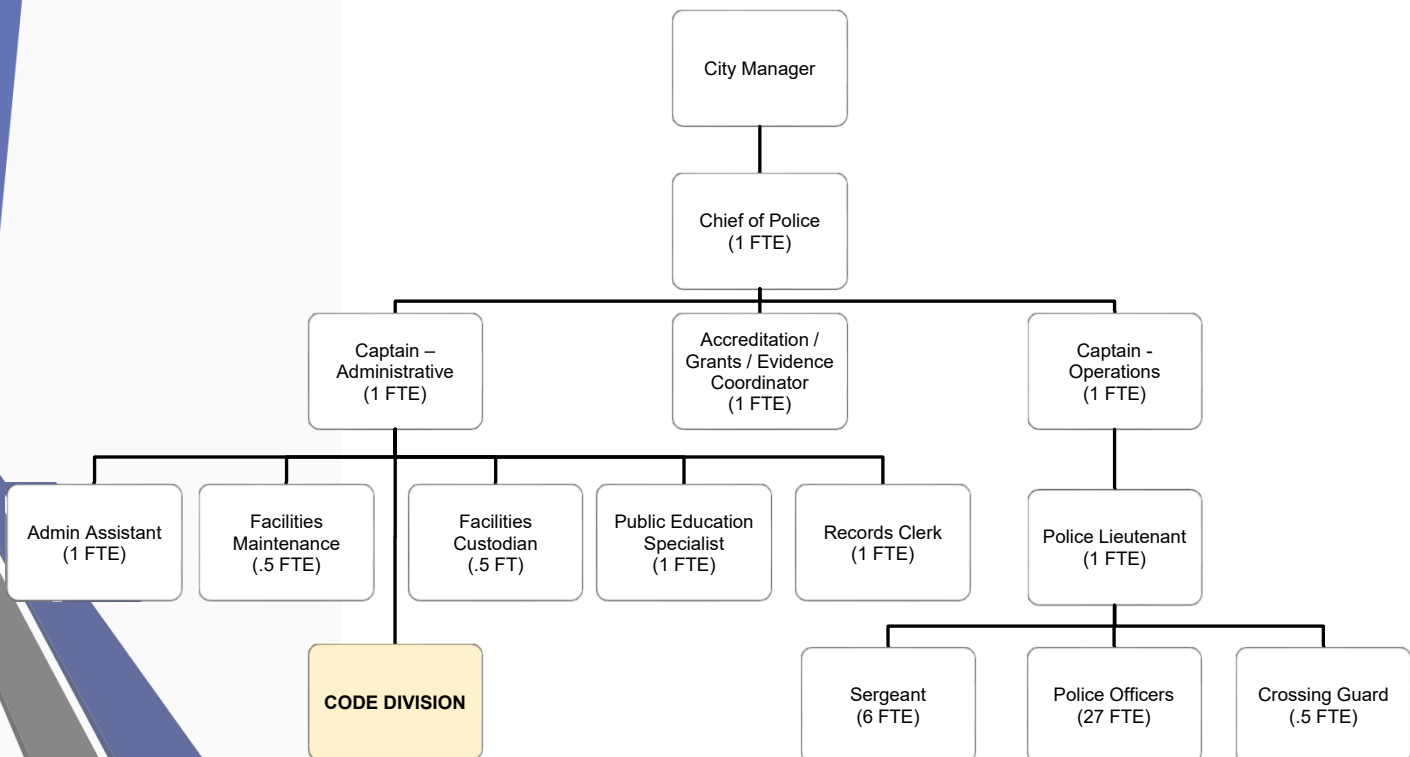 City Manager
Chief of Police
(1 FTE)
Captain –
Administrative
(1 FTE)
Accreditation /
Grants / Evidence
Coordinator
(1 FTE)
Captain -
Operations
(1 FTE)
Admin Assistant
(1 FTE)
Facilities
Maintenance
(.5 FTE)
Facilities
Custodian
(.5 FT)
Public Education
Specialist
(1 FTE)
Records Clerk
(1 FTE)
Police Lieutenant
(1 FTE)
CODE DIVISION
Sergeant
(6 FTE)
Police Officers
(27 FTE)
Crossing Guard
(.5 FTE)